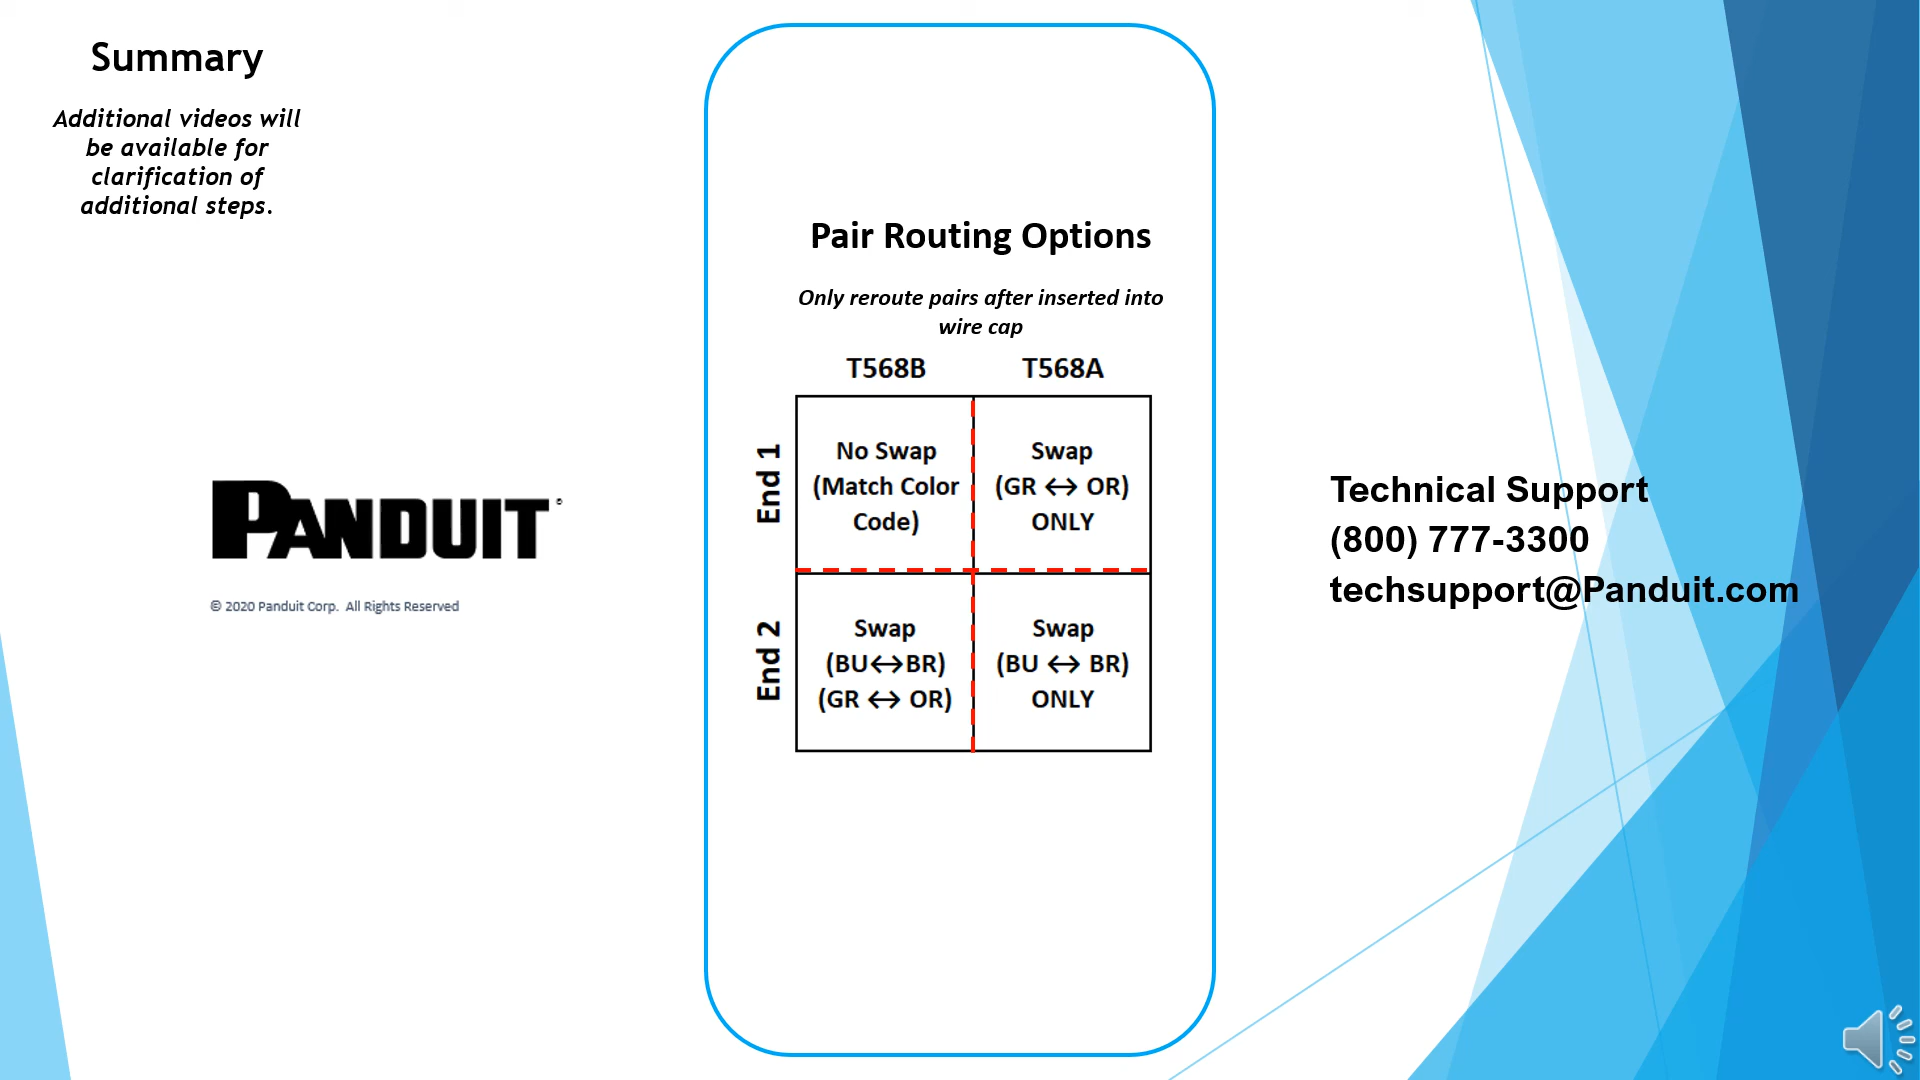 Summary
Additional videos will
be available for
clarification of
additional steps.
PANDUIT
© 2020 Panduit Corp. All Rights Reserved
Pair Routing Options
Only reroute pairs after inserted into
wire cap
T568B T568A
End 1
No Swap
(Match Color
Code)
Swap
(GR ↔ OR)
ONLY
End 2
Swap
(BU↔BR)
(GR ↔ OR)
Swap
(BU ↔ BR)
ONLY
Technical Support
(800) 777-3300
techsupport@Panduit.com